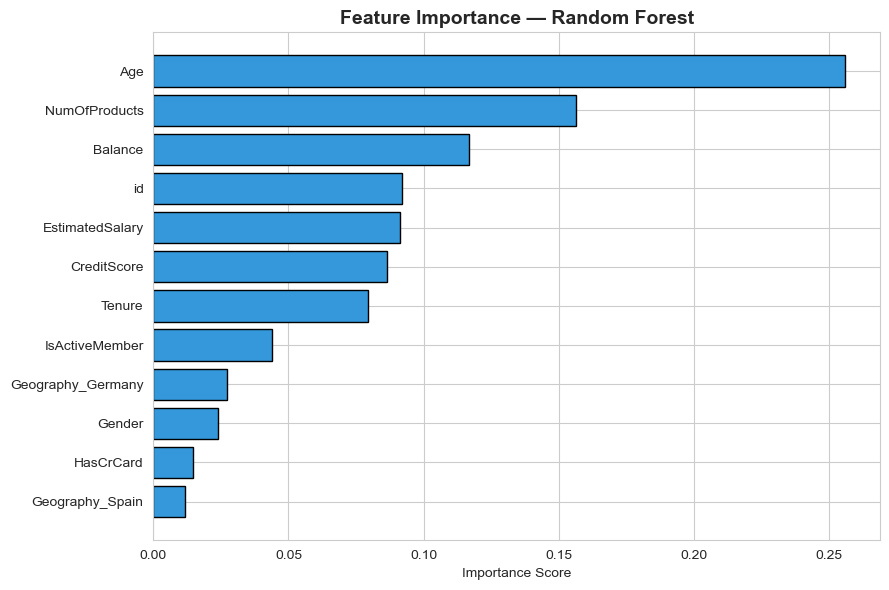 Feature Importance — Random Forest
Age
NumOfProducts
Balance
id
EstimatedSalary
CreditScore
Tenure
IsActiveMember
Geography_Germany
Gender
HasCrCard
Geography_Spain
0.00 0.05 0.10 0.15 0.20 0.25
Importance Score